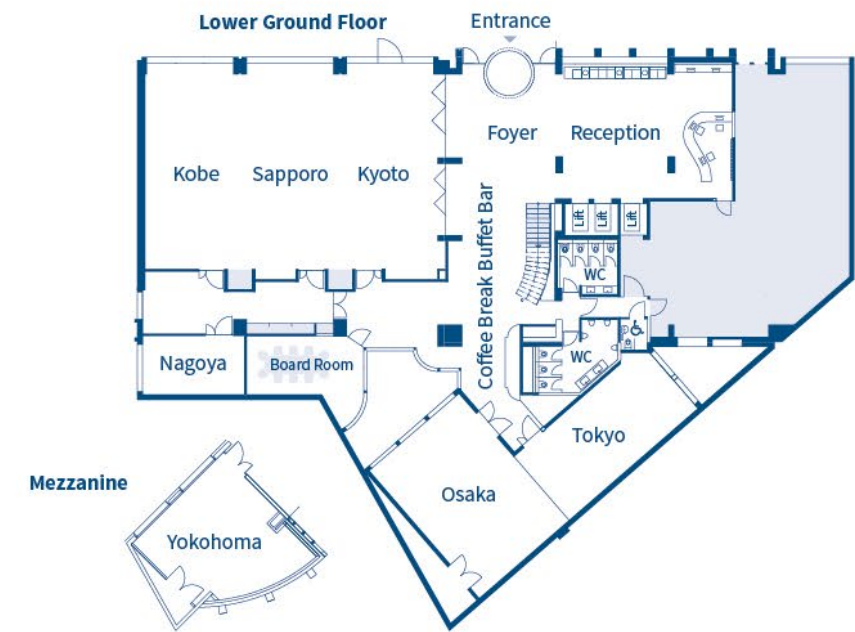 Lower Ground Floor
Entrance
Foyer
Reception
Kobe
Sapporo
Kyoto
Coffee Break Buffet Bar
Lift
Lift
Lift
WC
WC
Nagoya
Board Room
Tokyo
Osaka
Mezzanine
Yokohoma